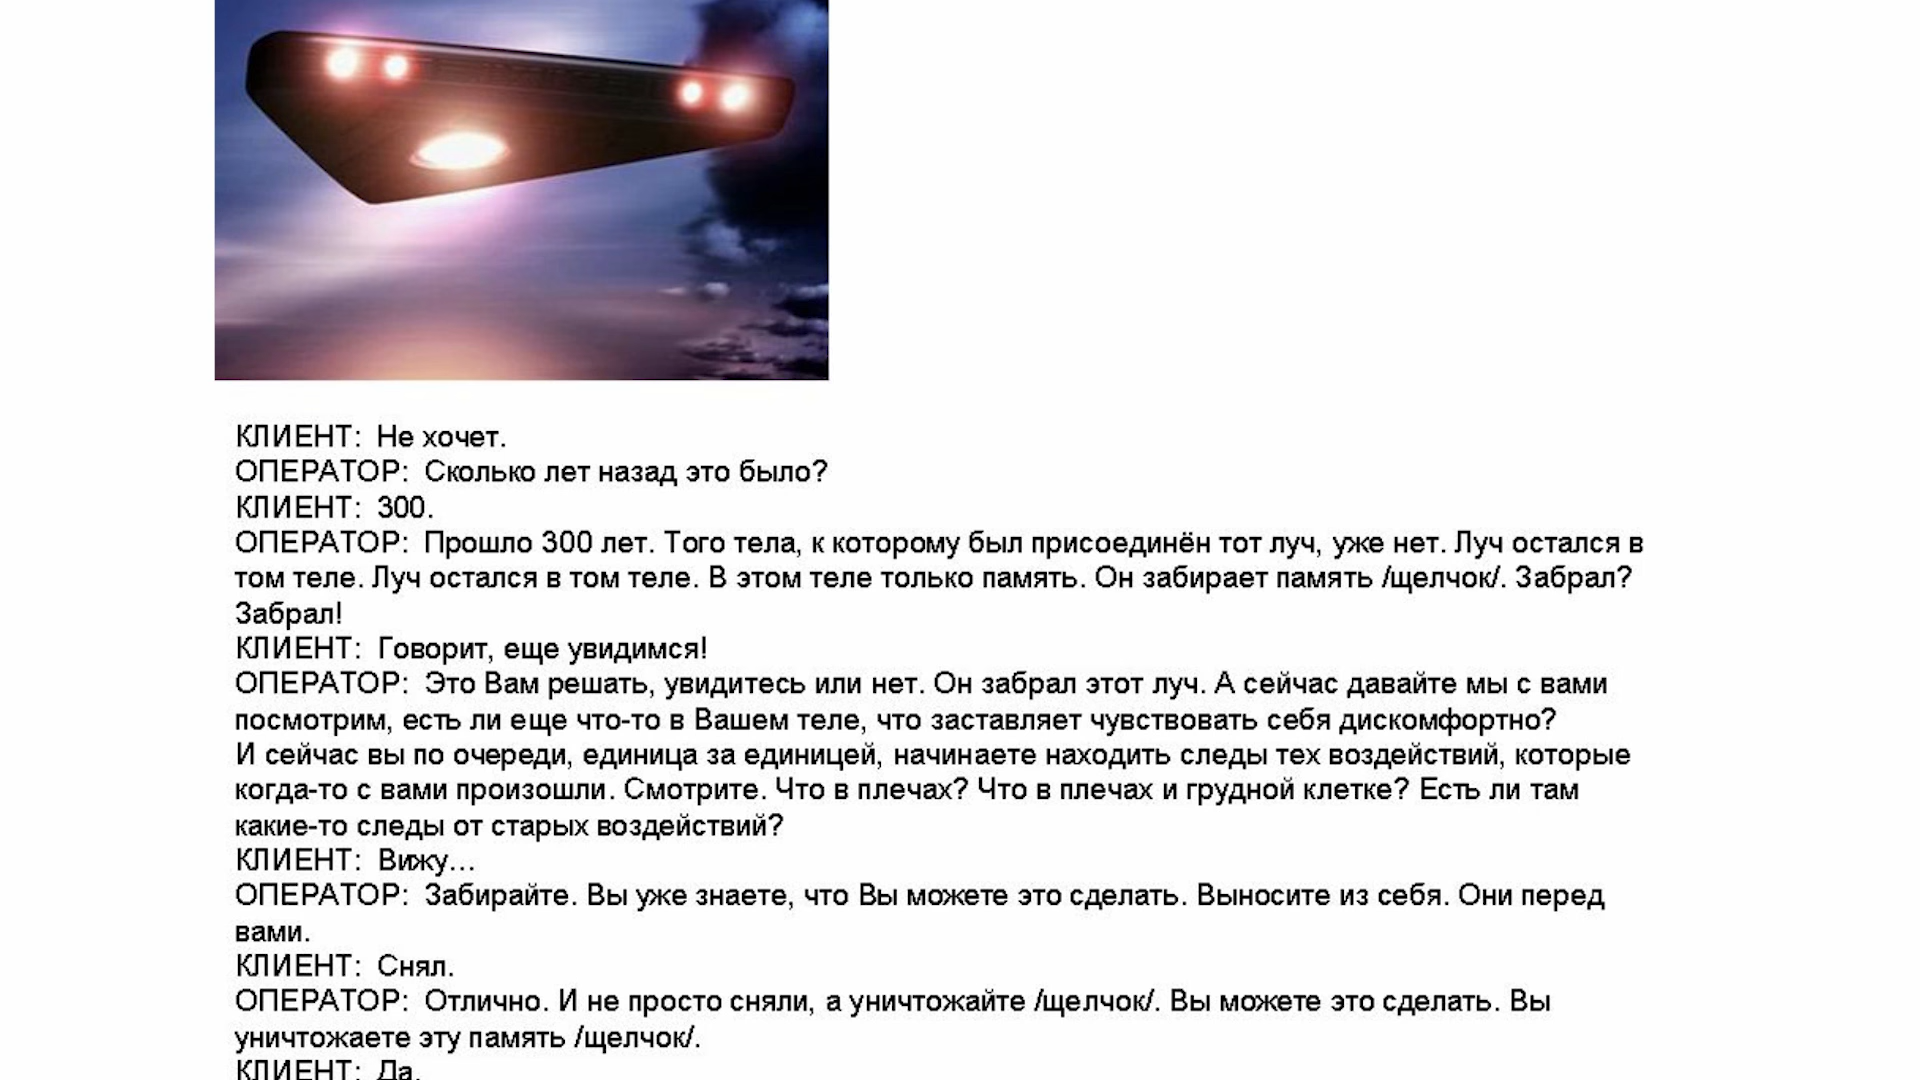 КЛИЕНТ: Не хочет.
ОПЕРАТОР: Сколько лет назад это было?
КЛИЕНТ: 300.
ОПЕРАТОР: Прошло 300 лет. Того тела, к которому был присоединён тот луч, уже нет. Луч остался в
том теле. Луч остался в том теле. В этом теле только память. Он забирает память /щелчок/. Забрал?
Забрал!
КЛИЕНТ: Говорит, еще увидимся!
ОПЕРАТОР: Это Вам решать, увидитесь или нет. Он забрал этот луч. А сейчас давайте мы с вами
посмотрим, есть ли еще что-то в Вашем теле, что заставляет чувствовать себя дискомфортно?
И сейчас вы по очереди, единица за единицей, начинаете находить следы тех воздействий, которые
когда-то с вами произошли. Смотрите. Что в плечах? Что в плечах и грудной клетке? Есть ли там
какие-то следы от старых воздействий?
КЛИЕНТ: Вижу…
ОПЕРАТОР: Забирайте. Вы уже знаете, что Вы можете это сделать. Выносите из себя. Они перед
вами.
КЛИЕНТ: Снял.
ОПЕРАТОР: Отлично. И не просто сняли, а уничтожайте /щелчок/. Вы можете это сделать. Вы
уничтожаете эту память /щелчок/.
КЛИЕНТ: Да.